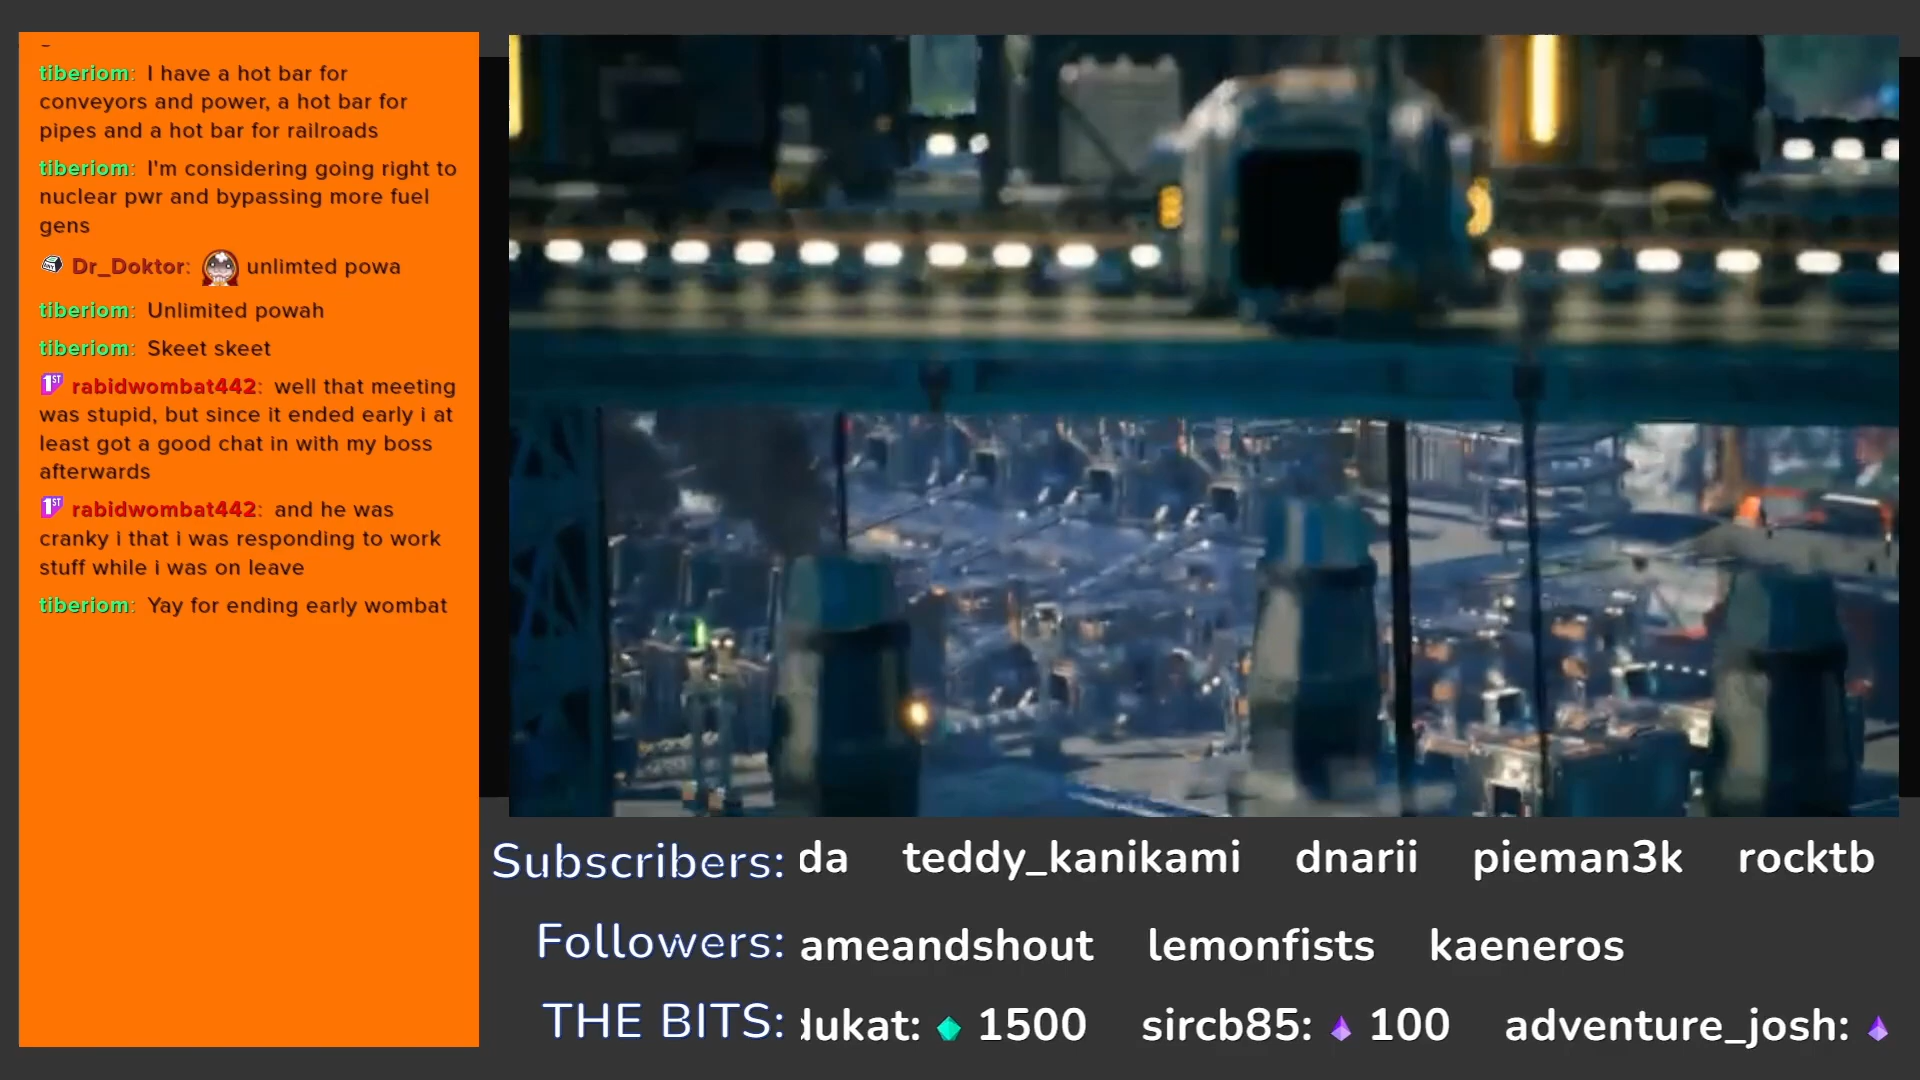 tiberiom: I have a hot bar for
conveyors and power, a hot bar for
pipes and a hot bar for railroads
tiberiom: I'm considering going right to
nuclear pwr and bypassing more fuel
gens
Dr_Doktor: unlimted powa
tiberiom: Unlimited powah
tiberiom: Skeet skeet
1ST rabidwombat442: well that meeting
was stupid, but since it ended early i at
least got a good chat in with my boss
afterwards
1ST rabidwombat442: and he was
cranky i that i was responding to work
stuff while i was on leave
tiberiom: Yay for ending early wombat
Subscribers: da teddy_kanikami dnarii pieman3k rocktb
Followers: ameandshout lemonfists kaeneros
THE BITS: dukat: 1500 sircb85: 100 adventure_josh: